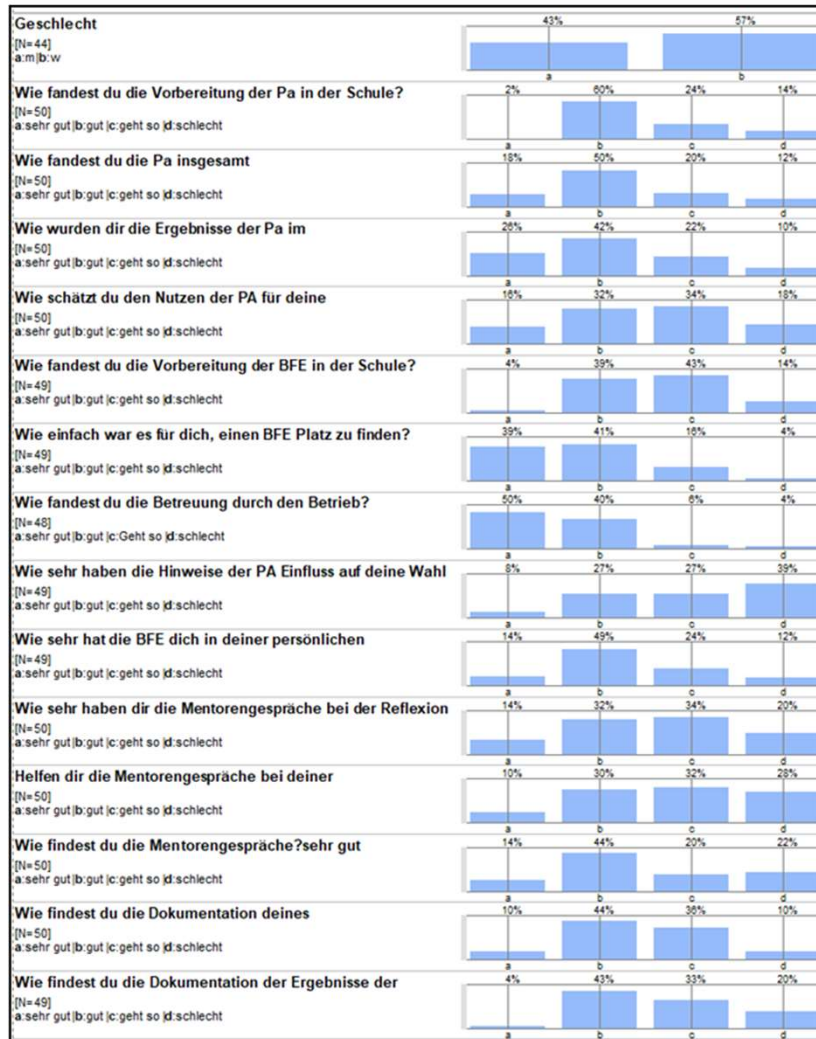 Geschlecht
43% 57%
[N=44]
a:m|b:w
a b
Wie fandest du die Vorbereitung der Pa in der Schule?
2% 60% 24% 14%
[N=50]
a:sehr gut|b:gut |c:geht so |d:schlecht
a b c d
Wie fandest du die Pa insgesamt
18% 50% 20% 12%
[N=50]
a:sehr gut|b:gut |c:geht so |d:schlecht
a b c d
Wie wurden dir die Ergebnisse der Pa im
26% 42% 22% 10%
[N=50]
a:sehr gut|b:gut |c:geht so |d:schlecht
a b c d
Wie schätzt du den Nutzen der PA für deine
16% 32% 34% 18%
[N=50]
a:sehr gut|b:gut |c:geht so |d:schlecht
a b c d
Wie fandest du die Vorbereitung der BFE in der Schule?
4% 39% 43% 14%
[N=49]
a:sehr gut|b:gut |c:geht so |d:schlecht
a b c d
Wie einfach war es für dich, einen BFE Platz zu finden?
39% 41% 16% 4%
[N=49]
a:sehr gut|b:gut |c:geht so |d:schlecht
a b c d
Wie fandest du die Betreuung durch den Betrieb?
50% 40% 6% 4%
[N=48]
a:sehr gut|b:gut |c:Geht so |d:schlecht
a b c d
Wie sehr haben die Hinweise der PA Einfluss auf deine Wahl
8% 27% 27% 39%
[N=49]
a:sehr gut|b:gut |c:geht so |d:schlecht
a b c d
Wie sehr hat die BFE dich in deiner persönlichen
14% 49% 24% 12%
[N=49]
a:sehr gut|b:gut |c:geht so |d:schlecht
a b c d
Wie sehr haben dir die Mentorengespräche bei der Reflexion
14% 32% 34% 20%
[N=50]
a:sehr gut|b:gut |c:geht so |d:schlecht
a b c d
Helfen dir die Mentorengespräche bei deiner
10% 30% 32% 28%
[N=50]
a:sehr gut|b:gut |c:geht so |d:schlecht
a b c d
Wie findest du die Mentorengespräche?sehr gut
14% 44% 20% 22%
[N=50]
a:sehr gut|b:gut |c:geht so |d:schlecht
a b c d
Wie findest du die Dokumentation deines
10% 44% 36% 10%
[N=50]
a:sehr gut|b:gut |c:geht so |d:schlecht
a b c d
Wie findest du die Dokumentation der Ergebnisse der
4% 43% 33% 20%
[N=49]
a:sehr gut|b:gut |c:geht so |d:schlecht
a b c d